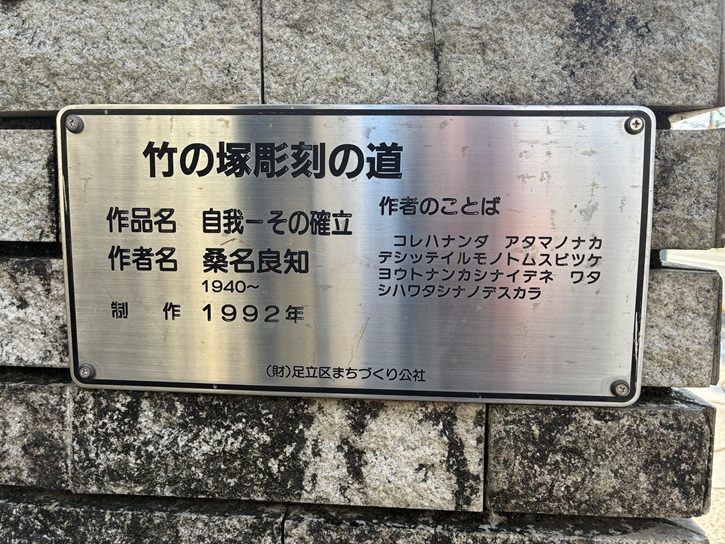 竹の塚彫刻の道
作品名 自我ーその確立
作者名 桑名良知
1940～
制作 1992年
作者のことば
コレハナンダ アタマノナカ
デシッテイルモノトムスビツケ
ヨウトナンカシナイデネ ワタ
シハワタシナノデスカラ
(財)足立区まちづくり公社